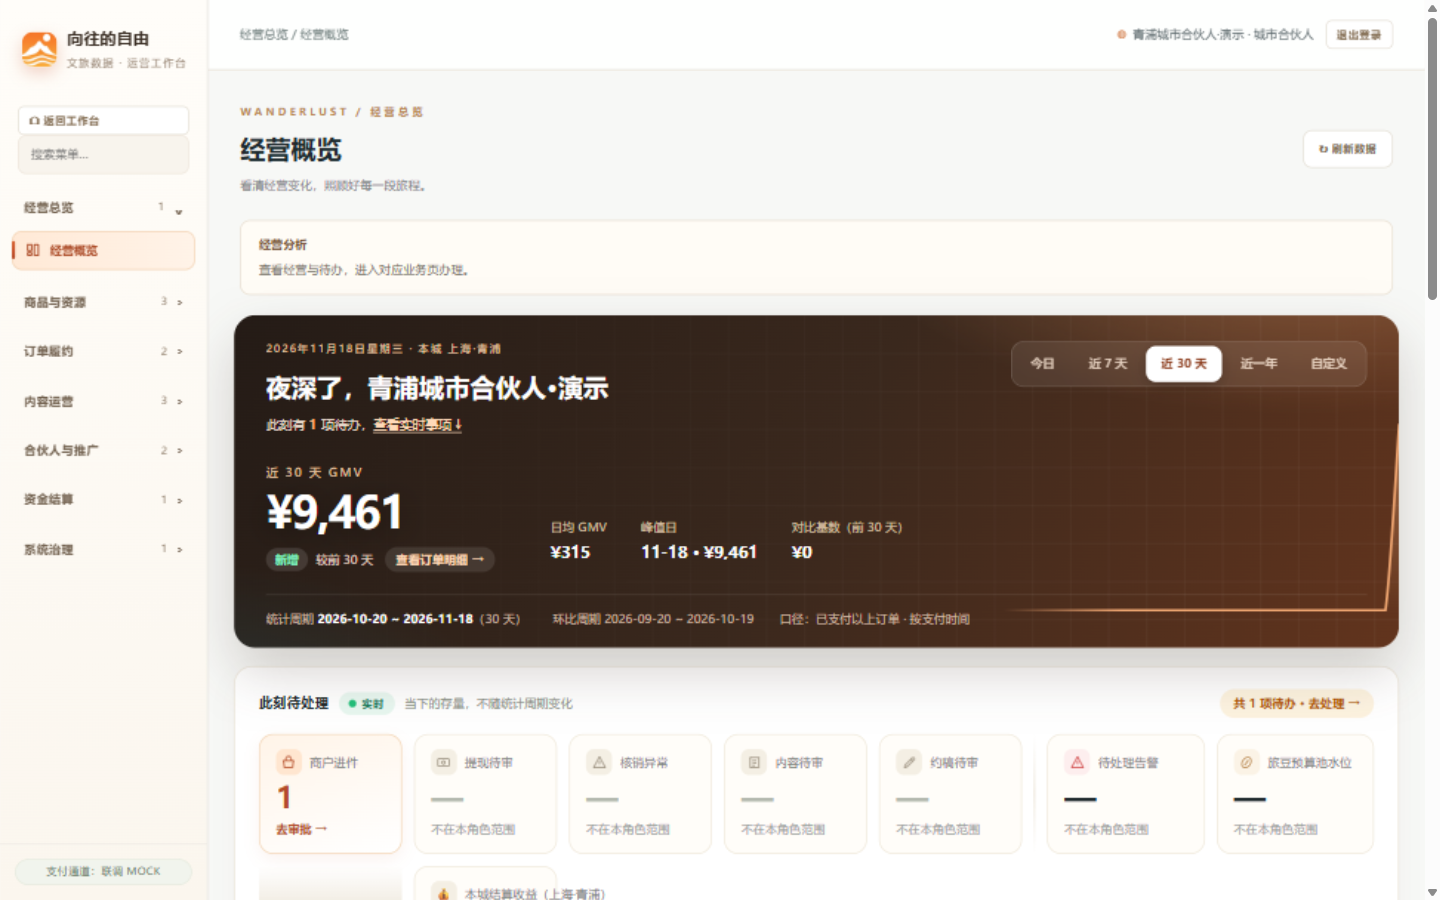 向往的自由
文旅数据 · 运营工作台
返回工作台
搜索菜单...
经营总览 1
经营概览
商品与资源 3
订单履约 2
内容运营 3
合伙人与推广 2
资金结算 1
系统治理 1
支付通道：联调 MOCK
经营总览 / 经营概览
青浦城市合伙人·演示 · 城市合伙人
退出登录
WANDERLUST / 经营总览
经营概览
看清经营变化，照顾好每一段旅程。
↻ 刷新数据
经营分析
查看经营与待办，进入对应业务页办理。
2026年11月18日星期三 · 本城 上海·青浦
今日 近 7 天 近 30 天 近一年 自定义
夜深了，青浦城市合伙人·演示
此刻有 1 项待办，查看实时事项 ↓
近 30 天 GMV
¥9,461
新增 较前 30 天 查看订单明细 →
日均 GMV
¥315
峰值日
11-18 • ¥9,461
对比基数（前 30 天）
¥0
统计周期 2026-10-20 ~ 2026-11-18（30 天） 环比周期 2026-09-20 ~ 2026-10-19 口径：已支付以上订单 · 按支付时间
此刻待处理 实时 当下的存量，不随统计周期变化
共 1 项待办 · 去处理 →
商户进件
1
去审批 →
提现待审
—
不在本角色范围
核销异常
—
不在本角色范围
内容待审
—
不在本角色范围
约稿待审
—
不在本角色范围
待处理告警
—
不在本角色范围
旅豆预算池水位
—
不在本角色范围
本城结算收益（上海·青浦）